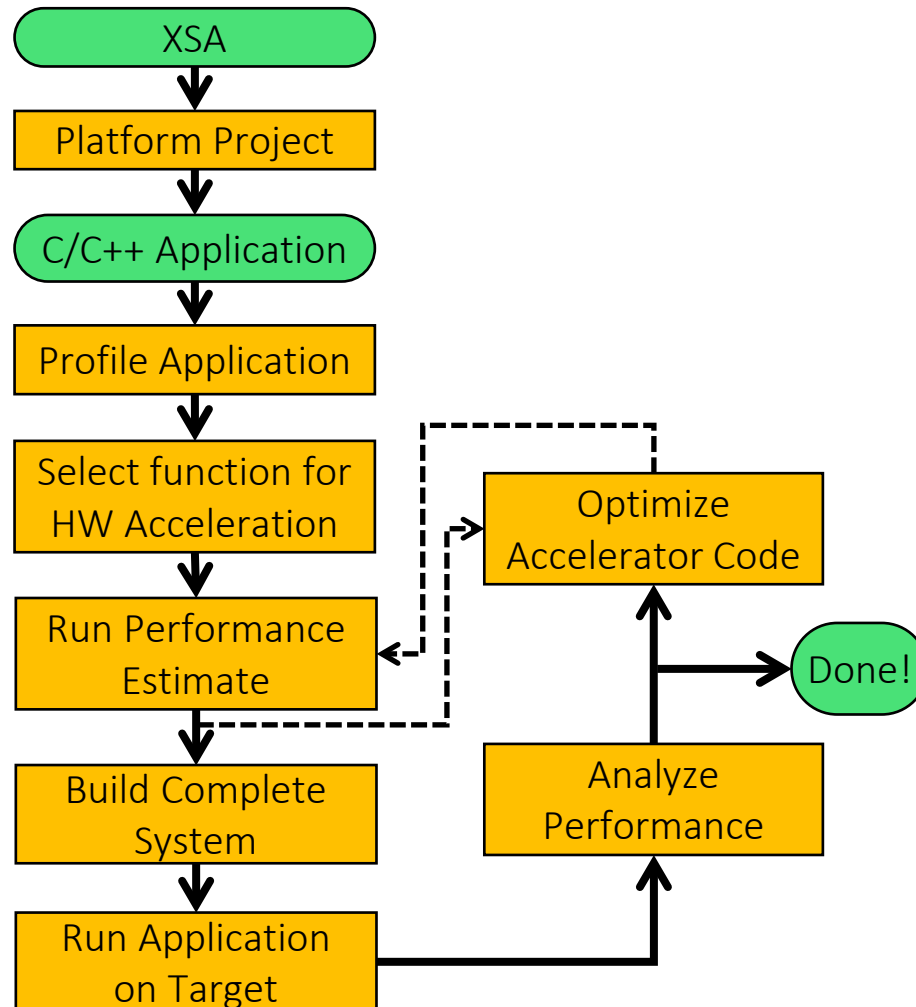 XSA
Platform Project
C/C++ Application
Profile Application
Select function for
HW Acceleration
Run Performance
Estimate
Build Complete
System
Run Application
on Target
Optimize
Accelerator Code
Done!
Analyze
Performance